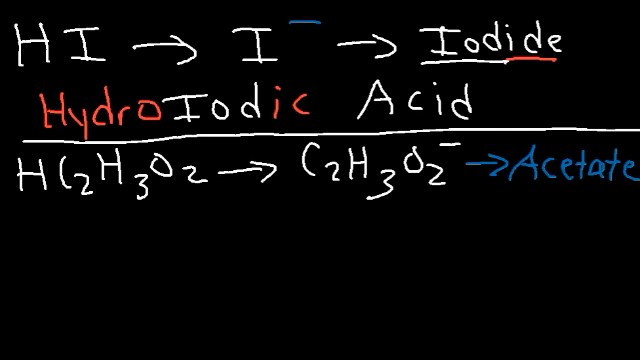 HI → I⁻ → Iodide
HydroIodic Acid
HC₂H₃O₂ → C₂H₃O₂⁻ → Acetate